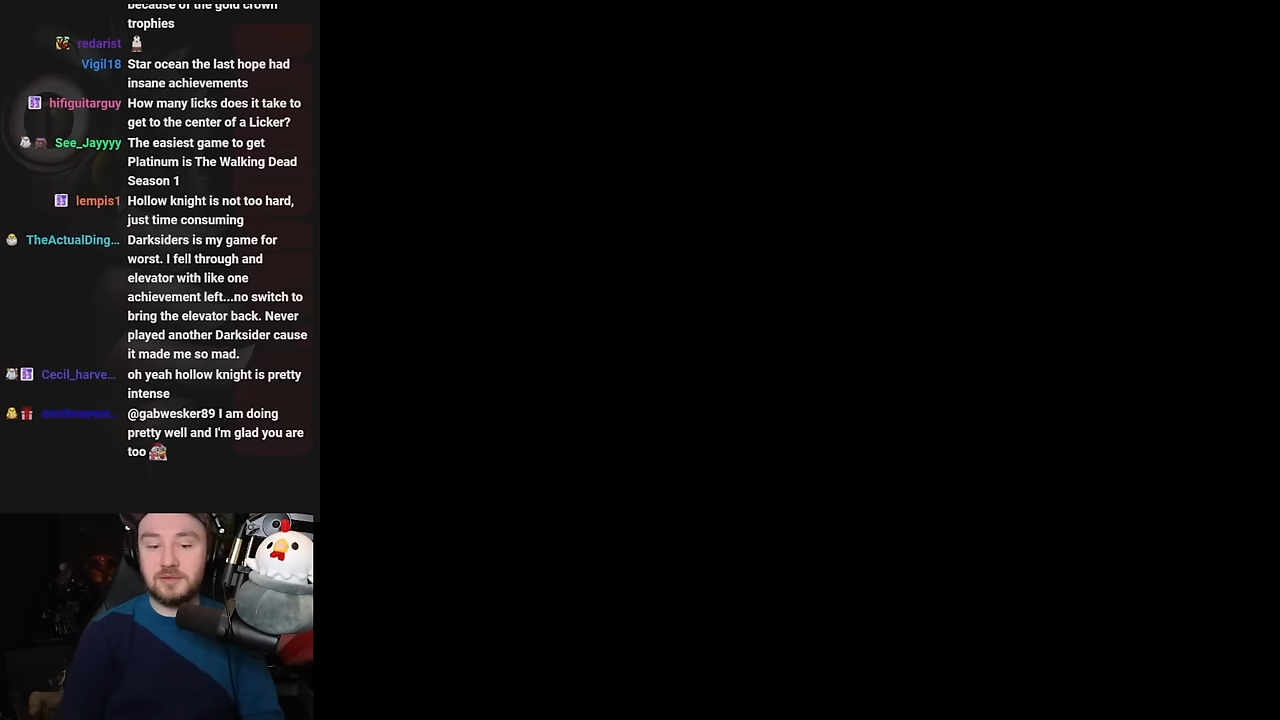 because of the gold crown
trophies
redarist
Vigil18 Star ocean the last hope had
insane achievements
hifiguitarguy How many licks does it take to
get to the center of a Licker?
See_Jayyyy The easiest game to get
Platinum is The Walking Dead
Season 1
lempis1 Hollow knight is not too hard,
just time consuming
TheActualDing... Darksiders is my game for
worst. I fell through and
elevator with like one
achievement left...no switch to
bring the elevator back. Never
played another Darksider cause
it made me so mad.
Cecil_harve... oh yeah hollow knight is pretty
intense
@gabwesker89 I am doing
pretty well and I'm glad you are
too